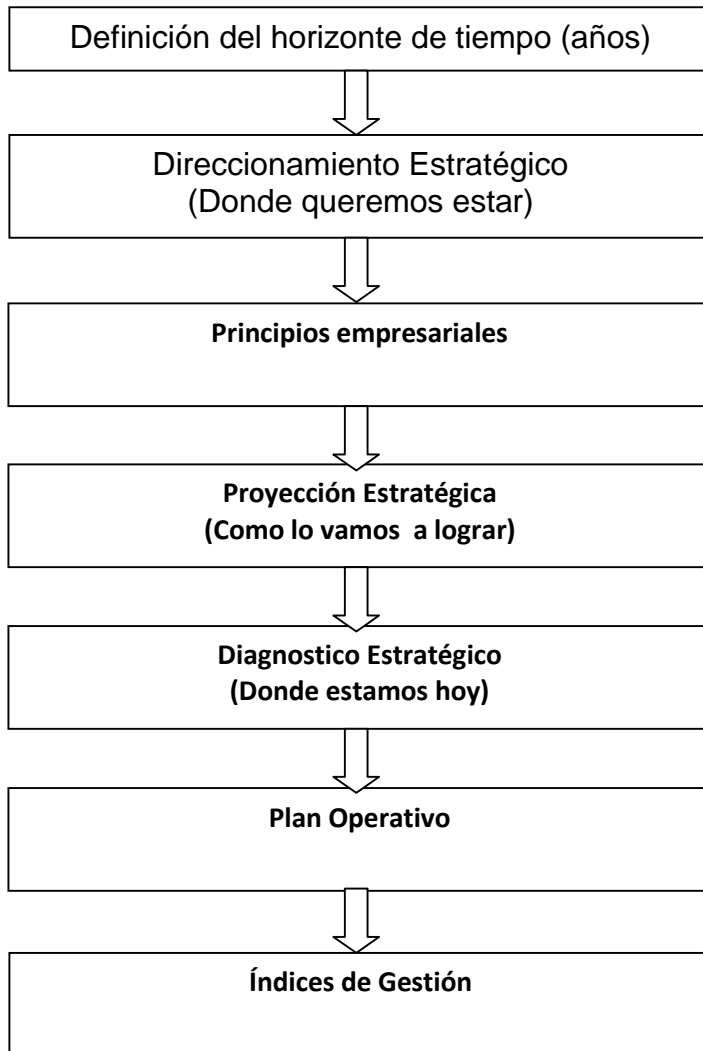 Definición del horizonte de tiempo (años)
Direccionamiento Estratégico
(Donde queremos estar)
Principios empresariales
Proyección Estratégica
(Como lo vamos  a lograr)
Diagnostico Estratégico
(Donde estamos hoy)
Plan Operativo
Índices de Gestión